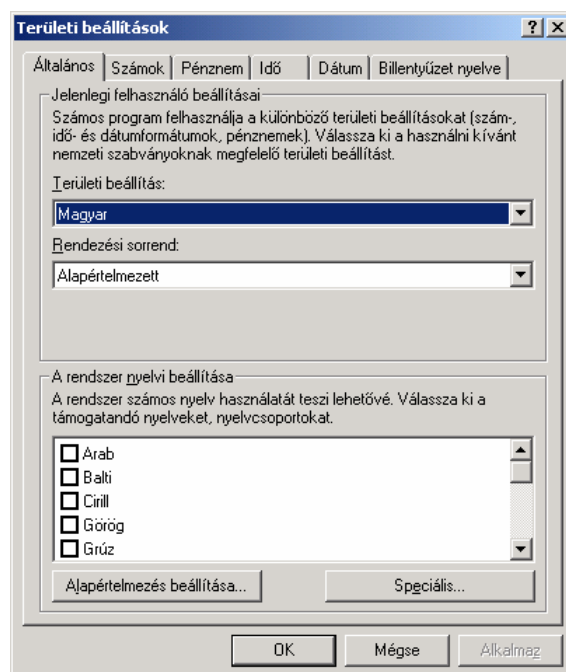 Területi beállítások
Általános Számok Pénznem Idő Dátum Billentyűzet nyelve
Jelenlegi felhasználó beállításai
Számos program felhasználja a különböző területi beállításokat (szám-,
idő- és dátumformátumok, pénznemek). Válassza ki a használni kívánt
nemzeti szabványoknak megfelelő területi beállítást.
Területi beállítás:
Magyar
Rendezési sorrend:
Alapértelmezett
A rendszer nyelvi beállítása
A rendszer számos nyelv használatát teszi lehetővé. Válassza ki a
támogatandó nyelveket, nyelvcsoportokat.
Arab
Balti
Cirill
Görög
Grúz
Alapértelmezés beállítása... Speciális...
OK Mégse Alkalmaz